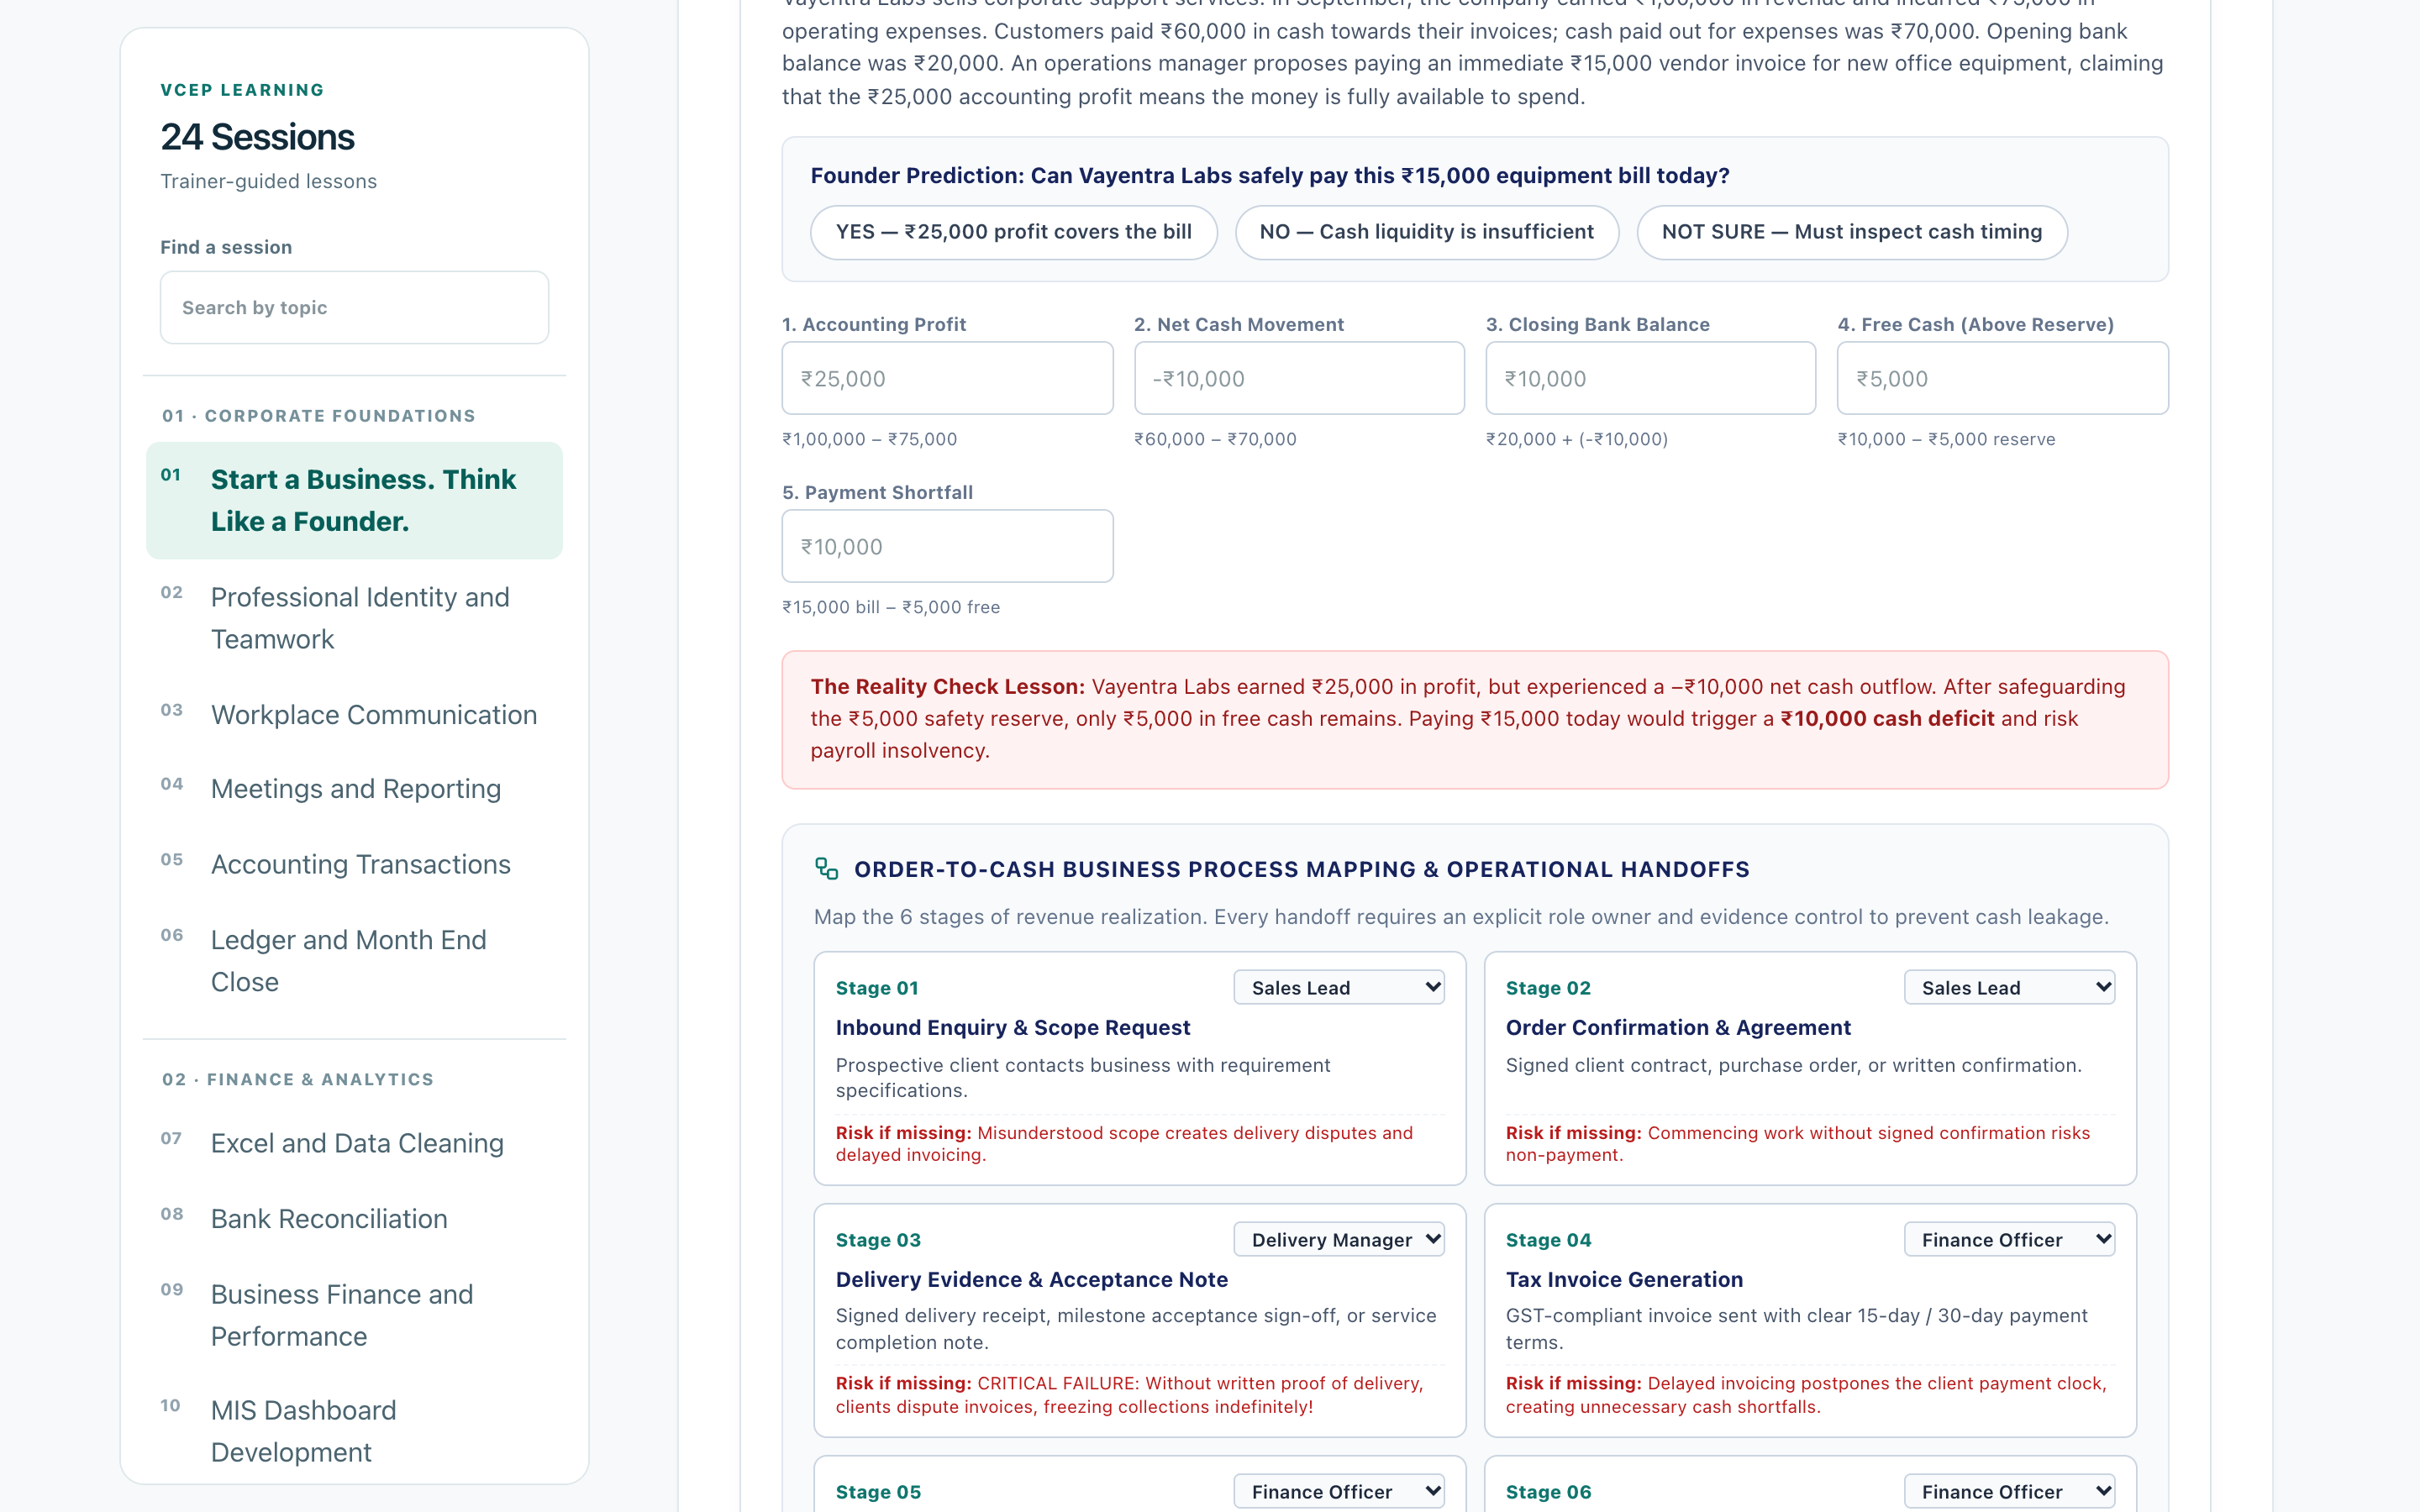 VCEP LEARNING
24 Sessions
Trainer-guided lessons
Find a session
Search by topic
01 · CORPORATE FOUNDATIONS
01 Start a Business. Think
Like a Founder.
02 Professional Identity and
Teamwork
03 Workplace Communication
04 Meetings and Reporting
05 Accounting Transactions
06 Ledger and Month End
Close
02 · FINANCE & ANALYTICS
07 Excel and Data Cleaning
08 Bank Reconciliation
09 Business Finance and
Performance
10 MIS Dashboard
Development
Vayentra Labs sells corporate support services. In September, the company earned ₹1,00,000 in revenue and incurred ₹75,000 in
operating expenses. Customers paid ₹60,000 in cash towards their invoices; cash paid out for expenses was ₹70,000. Opening bank
balance was ₹20,000. An operations manager proposes paying an immediate ₹15,000 vendor invoice for new office equipment, claiming
that the ₹25,000 accounting profit means the money is fully available to spend.
Founder Prediction: Can Vayentra Labs safely pay this ₹15,000 equipment bill today?
YES — ₹25,000 profit covers the bill
NO — Cash liquidity is insufficient
NOT SURE — Must inspect cash timing
1. Accounting Profit
₹25,000
₹1,00,000 – ₹75,000
2. Net Cash Movement
-₹10,000
₹60,000 – ₹70,000
3. Closing Bank Balance
₹10,000
₹20,000 + (-₹10,000)
4. Free Cash (Above Reserve)
₹5,000
₹10,000 – ₹5,000 reserve
5. Payment Shortfall
₹10,000
₹15,000 bill – ₹5,000 free
The Reality Check Lesson: Vayentra Labs earned ₹25,000 in profit, but experienced a –₹10,000 net cash outflow. After safeguarding
the ₹5,000 safety reserve, only ₹5,000 in free cash remains. Paying ₹15,000 today would trigger a ₹10,000 cash deficit and risk
payroll insolvency.
ORDER-TO-CASH BUSINESS PROCESS MAPPING & OPERATIONAL HANDOFFS
Map the 6 stages of revenue realization. Every handoff requires an explicit role owner and evidence control to prevent cash leakage.
Stage 01
Sales Lead
Inbound Enquiry & Scope Request
Prospective client contacts business with requirement
specifications.
Risk if missing: Misunderstood scope creates delivery disputes and
delayed invoicing.
Stage 02
Sales Lead
Order Confirmation & Agreement
Signed client contract, purchase order, or written confirmation.
Risk if missing: Commencing work without signed confirmation risks
non-payment.
Stage 03
Delivery Manager
Delivery Evidence & Acceptance Note
Signed delivery receipt, milestone acceptance sign-off, or service
completion note.
Risk if missing: CRITICAL FAILURE: Without written proof of delivery,
clients dispute invoices, freezing collections indefinitely!
Stage 04
Finance Officer
Tax Invoice Generation
GST-compliant invoice sent with clear 15-day / 30-day payment
terms.
Risk if missing: Delayed invoicing postpones the client payment clock,
creating unnecessary cash shortfalls.
Stage 05
Finance Officer
Stage 06
Finance Officer